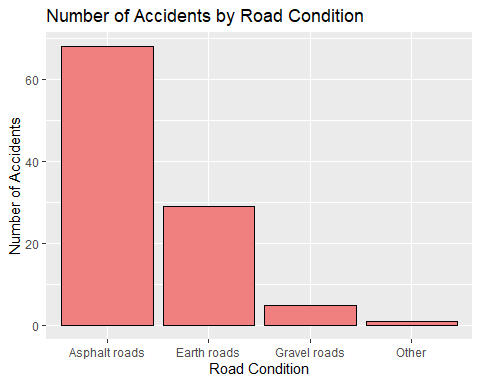 Number of Accidents by Road Condition
Number of Accidents
60
40
20
0
Asphalt roads Earth roads Gravel roads Other
Road Condition